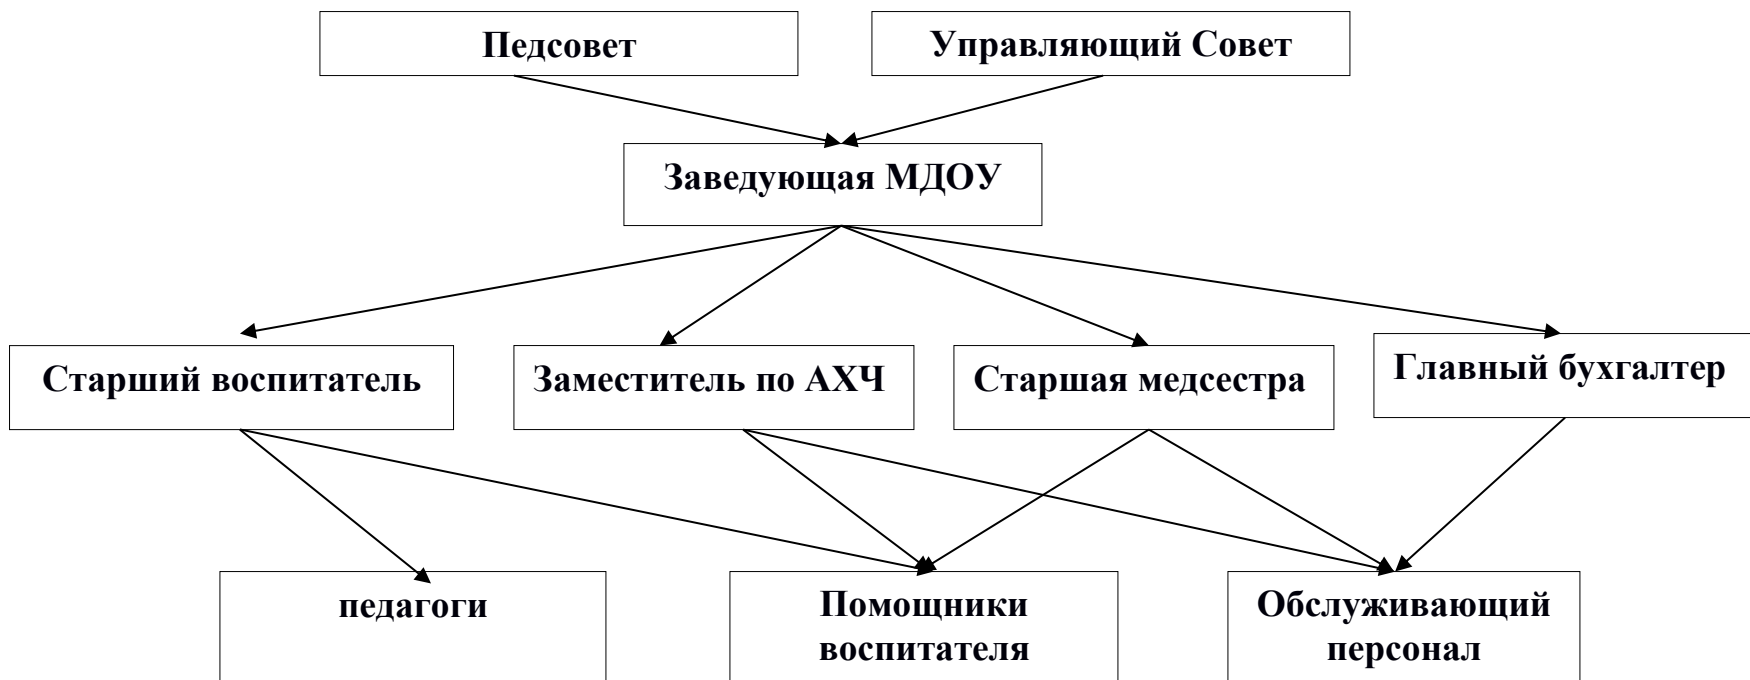 Педсовет
Управляющий Совет
Заведующая МДОУ
Старший воспитатель
Заместитель по АХЧ
Старшая медсестра
Главный бухгалтер
педагоги
Помощники
воспитателя
Обслуживающий
персонал